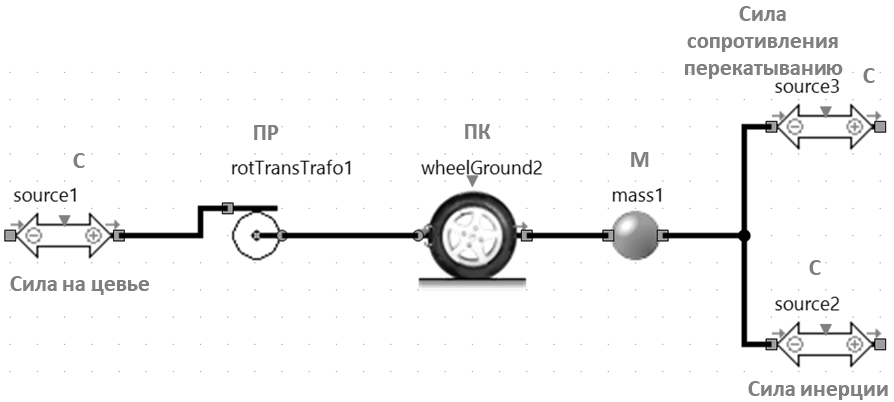 Сила
сопротивления
перекатыванию
С
source3
ПР
ПК
С
rotTransTrafo1
wheelGround2
М
source1
mass1
Сила на цевье
С
source2
Сила инерции